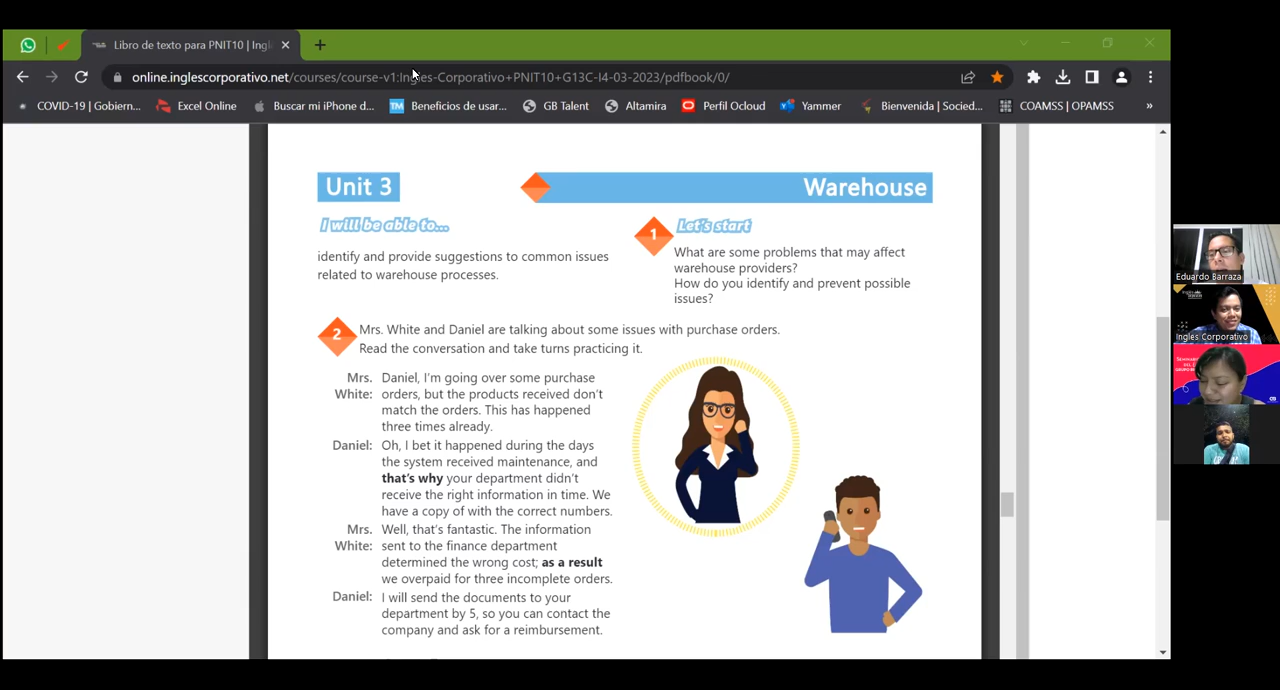 Libro de texto para PNIT10 | Ingl
online.inglescorporativo.net/courses/course-v1:Ingles-Corporativo+PNIT10+G13C-I4-03-2023/pdfbook/0/
COVID-19 | Gobiern... Excel Online Buscar mi iPhone d... TM Beneficios de usar... GB Talent Altamira Perfil Ocloud Yammer Bienvenida | Socied... COAMSS | OPAMSS »
Unit 3
Warehouse
I will be able to...
identify and provide suggestions to common issues
related to warehouse processes.
1 Let's start
What are some problems that may affect
warehouse providers?
How do you identify and prevent possible
issues?
2 Mrs. White and Daniel are talking about some issues with purchase orders.
Read the conversation and take turns practicing it.
Mrs. Daniel, I'm going over some purchase
White: orders, but the products received don't
match the orders. This has happened
three times already.
Daniel: Oh, I bet it happened during the days
the system received maintenance, and
that's why your department didn't
receive the right information in time. We
have a copy of with the correct numbers.
Mrs. Well, that's fantastic. The information
White: sent to the finance department
determined the wrong cost; as a result
we overpaid for three incomplete orders.
Daniel: I will send the documents to your
department by 5, so you can contact the
company and ask for a reimbursement.
Eduardo Barraza
Ingles Corporativo